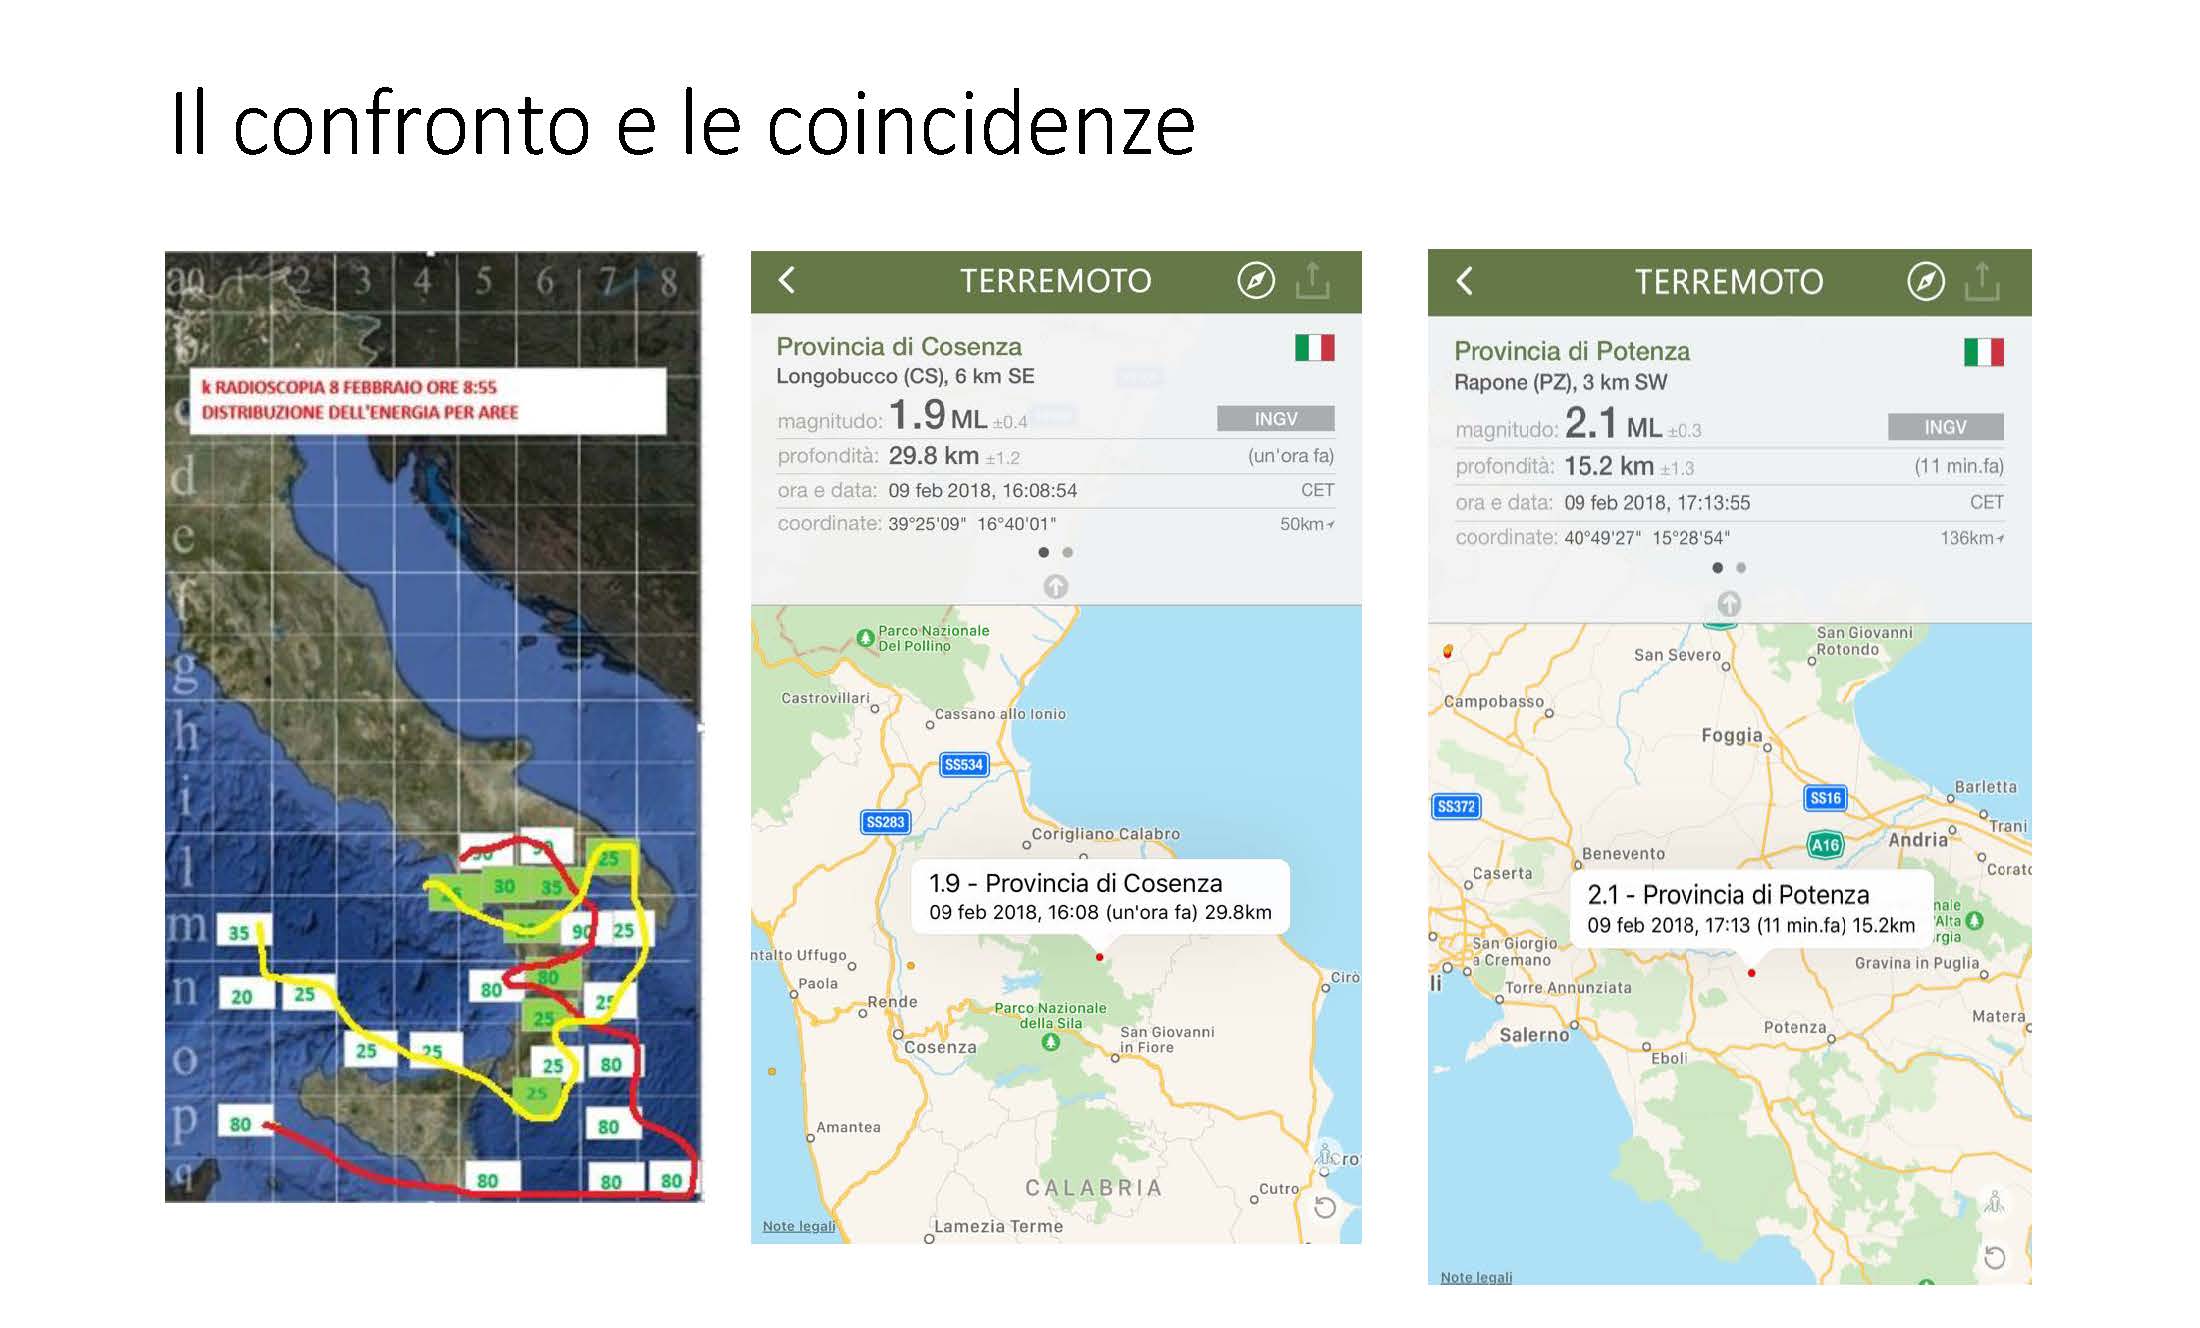 Il confronto e le coincidenze
1 2 3 4 5 6 7 8
k RADIOSCOPIA 8 FEBBRAIO ORE 8:55
DISTRIBUZIONE DELL'ENERGIA PER AREE
d
e
f
g
h
i
l
25
30 35
m
35
90 25
n
80 80
20 25
25
25
o
25 25
25 80
25
p
80
80
q
80 80 80
TERREMOTO
Provincia di Cosenza
Longobucco (CS), 6 km SE
magnitudo: 1.9 ML ±0.4 INGV
profondità: 29.8 km ±1.2 (un'ora fa)
ora e data: 09 feb 2018, 16:08:54 CET
coordinate: 39°25'09" 16°40'01" 50km
Parco Nazionale
Del Pollino
Castrovillari
Cassano allo Ionio
SS534
SS283
Corigliano Calabro
1.9 - Provincia di Cosenza
09 feb 2018, 16:08 (un'ora fa) 29.8km
ntalto Uffugo
Paola
Cirò
Rende
Parco Nazionale
della Sila
San Giovanni
in Fiore
Cosenza
Amantea
Cro
CALABRIA
Cutro
Note legali
Lamezia Terme
TERREMOTO
Provincia di Potenza
Rapone (PZ), 3 km SW
magnitudo: 2.1 ML ±0.3 INGV
profondità: 15.2 km ±1.3 (11 min.fa)
ora e data: 09 feb 2018, 17:13:55 CET
coordinate: 40°49'27" 15°28'54" 136km
San Giovanni
Rotondo
San Severo
Campobasso
Foggia
Barletta
SS372
SS16
Trani
Andria
A16
Benevento
Corato
Caserta
2.1 - Provincia di Potenza
09 feb 2018, 17:13 (11 min.fa) 15.2km
nale
'Alta
rgia
San Giorgio
a Cremano
Gravina in Puglia
li
Torre Annunziata
Matera
Salerno
Potenza
Eboli
Note legali